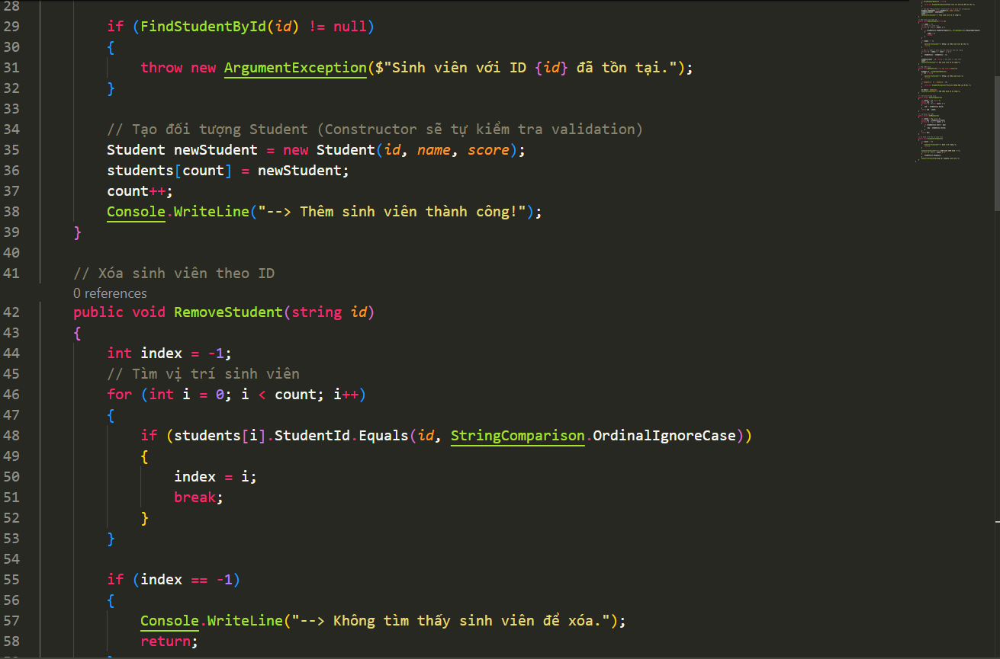 28
29 if (FindStudentById(id) != null)
30 {
31 throw new ArgumentException($"Sinh viên với ID {id} đã tồn tại.");
32 }
33
34 // Tạo đối tượng Student (Constructor sẽ tự kiểm tra validation)
35 Student newStudent = new Student(id, name, score);
36 students[count] = newStudent;
37 count++;
38 Console.WriteLine("--> Thêm sinh viên thành công!");
39 }
40
41 // Xóa sinh viên theo ID
0 references
42 public void RemoveStudent(string id)
43 {
44 int index = -1;
45 // Tìm vị trí sinh viên
46 for (int i = 0; i < count; i++)
47 {
48 if (students[i].StudentId.Equals(id, StringComparison.OrdinalIgnoreCase))
49 {
50 index = i;
51 break;
52 }
53 }
54
55 if (index == -1)
56 {
57 Console.WriteLine("--> Không tìm thấy sinh viên để xóa.");
58 return;